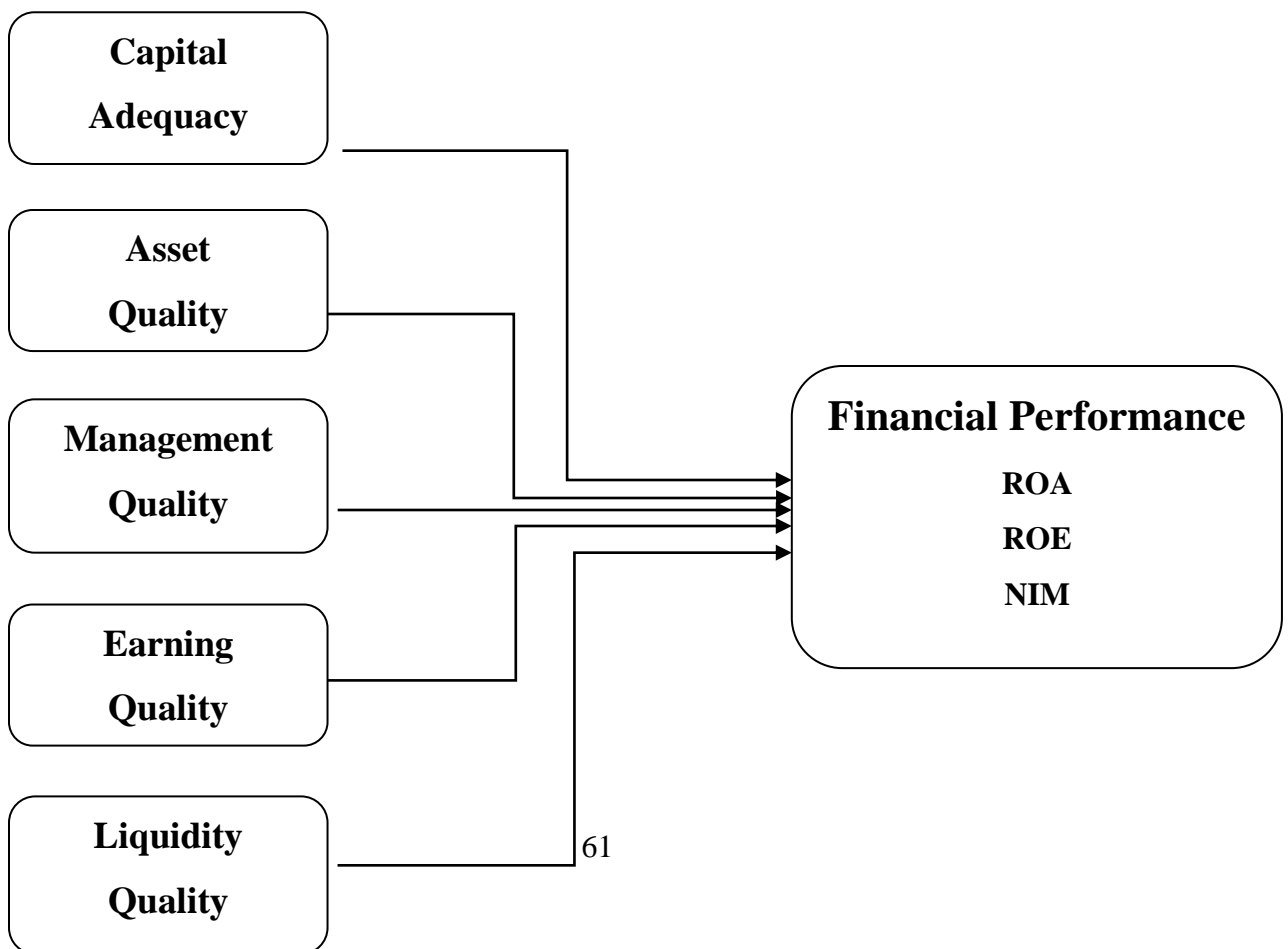 Capital
Adequacy
Asset
Quality
Management
Quality
Earning
Quality
Liquidity
Quality
Financial Performance
ROA
ROE
NIM
61